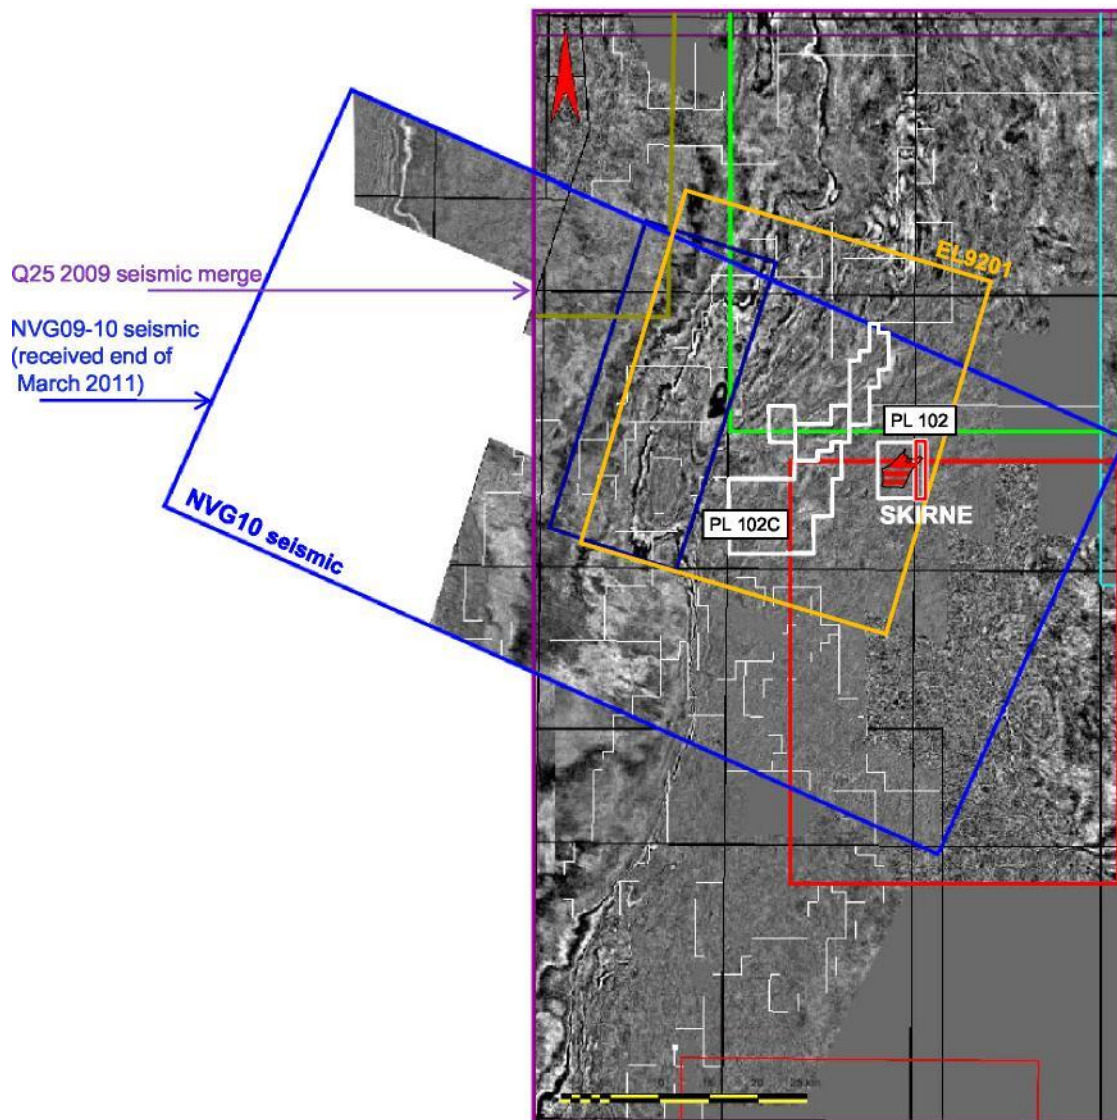 EL9201
Q25 2009 seismic merge
NVG09-10 seismic
(received end of
March 2011)
PL 102
SKIRNE
PL 102C
NVG10 seismic